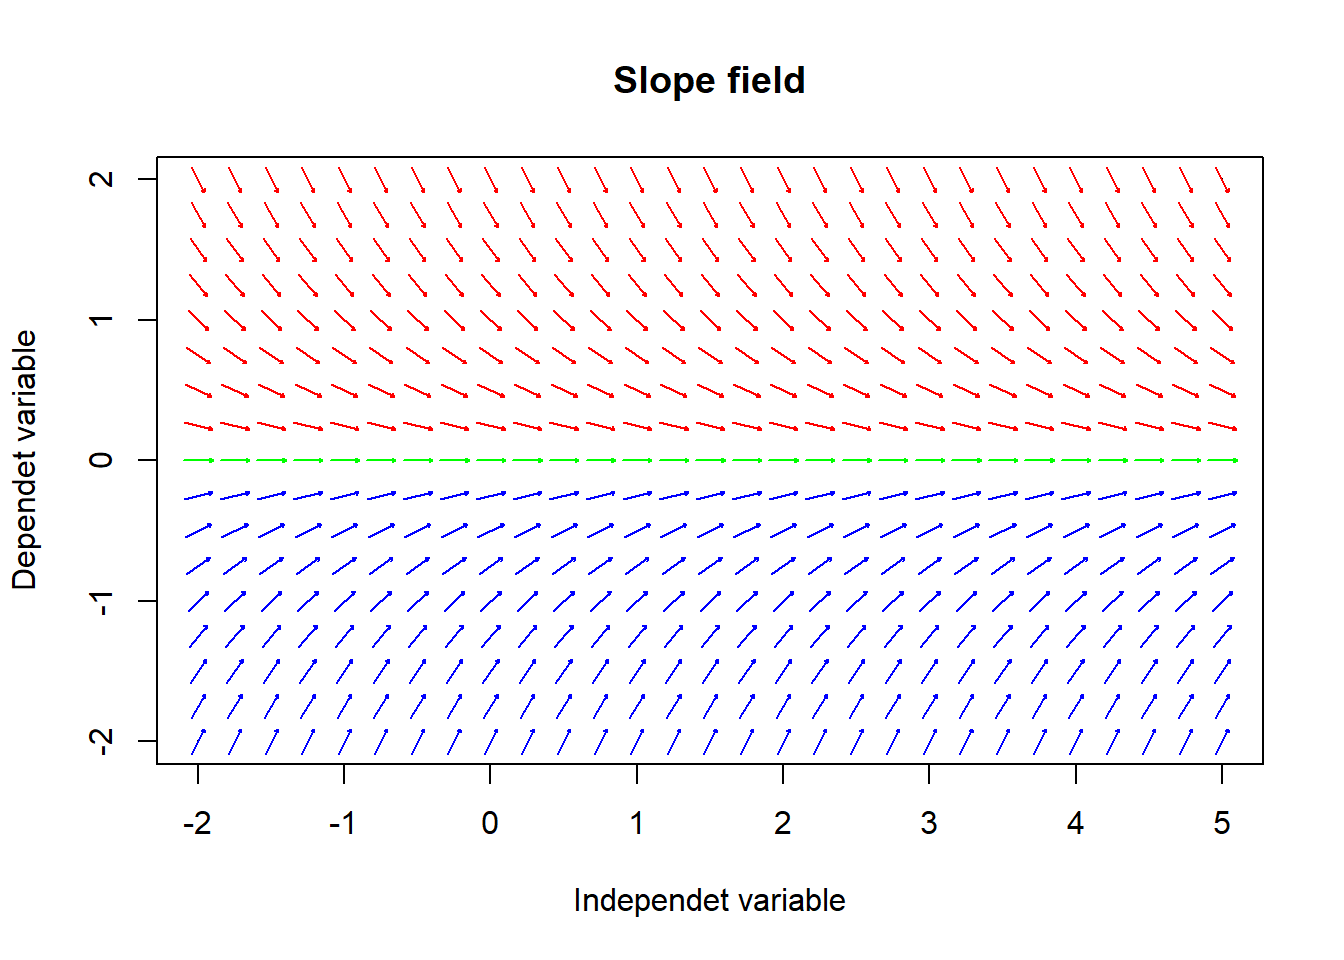 Slope field
Dependet variable
2
1
0
-1
-2
-2 -1 0 1 2 3 4 5
Independet variable